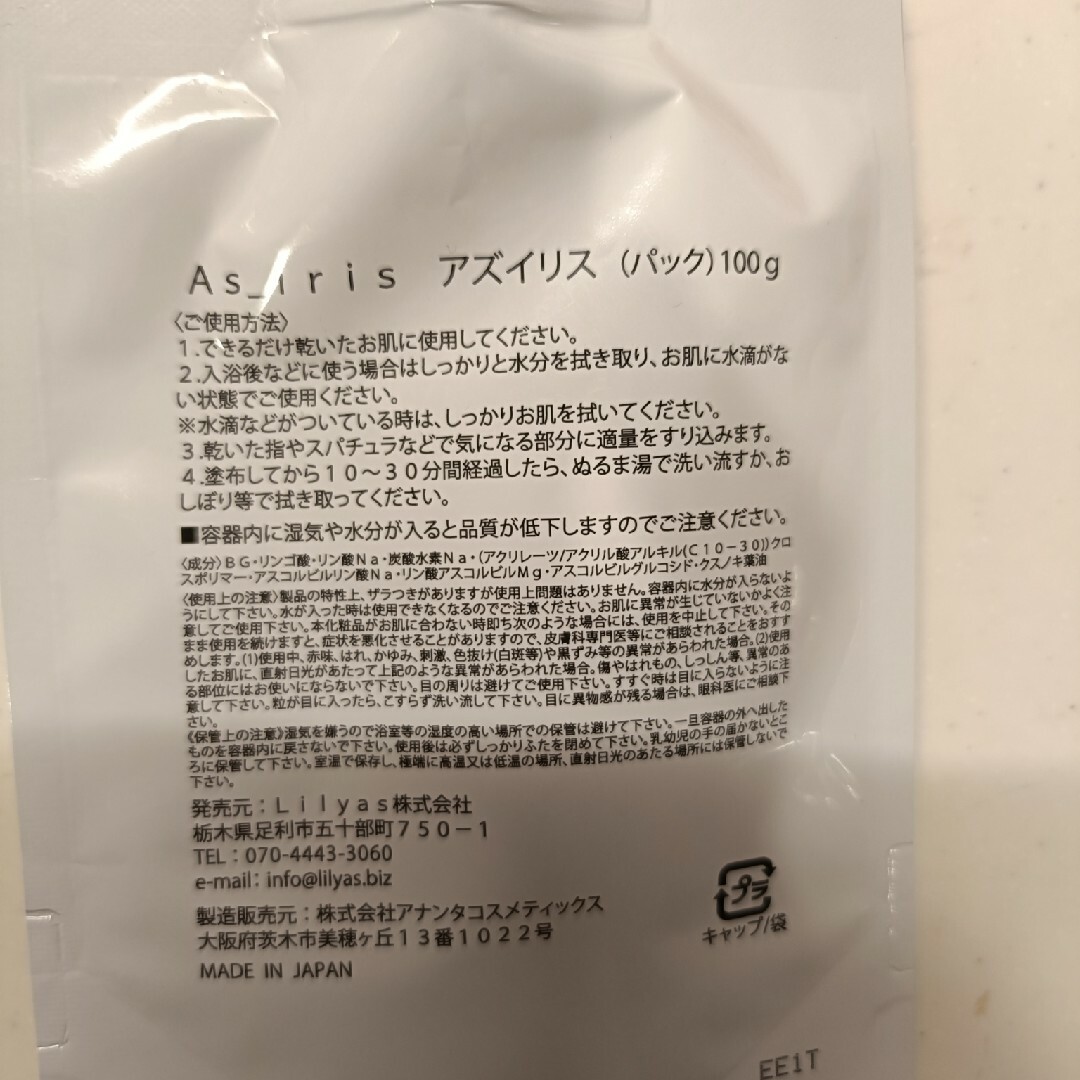 As_iris アズイリス (パック)100g
〈ご使用方法〉
1.できるだけ乾いたお肌に使用してください。
2.入浴後などに使う場合はしっかりと水分を拭き取り、お肌に水滴がな
い状態でご使用ください。
※水滴などがついている時は、しっかりお肌を拭いてください。
3.乾いた指やスパチュラなどで気になる部分に適量をすり込みます。
4.塗布してから10～30分間経過したら、ぬるま湯で洗い流すか、お
しぼり等で拭き取ってください。
■容器内に湿気や水分が入ると品質が低下しますのでご注意ください。
〈成分〉BG・リンゴ酸・リン酸Na・炭酸水素Na・(アクリレーツ/アクリル酸アルキル(C10-30))クロ
スポリマー・アスコルビルリン酸Na・リン酸アスコルビルMg・アスコルビルグルコシド・クスノキ葉油
〈使用上の注意〉製品の特性上、ザラつきがありますが使用上問題はありません。容器内に水分が入らないよ
うにして下さい。水が入った時は使用できなくなるのでご注意ください。お肌に異常が生じていないかよく注
意してご使用下さい。本化粧品がお肌に合わない時即ち次のような場合には、使用を中止して下さい。その
まま使用を続けますと、症状を悪化させることがありますので、皮膚科専門医等にご相談されることをおすす
めします。(1)使用中、赤味、はれ、かゆみ、刺激、色抜け(白斑等)や黒ずみ等の異常があらわれた場合。(2)使用
したお肌に、直射日光があたって上記のような異常があらわれた場合。傷やはれもの、しっしん等、異常のあ
る部位にはお使いにならないで下さい。目の周りは避けてご使用下さい。すすぐ時は目に入らないように注
意して下さい。粒が目に入ったら、こすらず洗い流して下さい。目に異物感が残る場合は、眼科医にご相談下
さい。
《保管上の注意》湿気を嫌うので浴室等の湿度の高い場所での保管は避けて下さい。一旦容器の外へ出した
ものを容器内に戻さないで下さい。使用後は必ずしっかりふたを閉めて下さい。乳幼児の手の届かないとこ
ろに保管して下さい。室温で保存し、極端に高温又は低温の場所、直射日光のあたる場所には保管しないで
下さい。
発売元：Lilyas株式会社
栃木県足利市五十部町750-1
TEL：070-4443-3060
e-mail：info@lilyas.biz
製造販売元：株式会社アナンタコスメティックス
大阪府茨木市美穂ヶ丘13番1022号
MADE IN JAPAN
プラ
キャップ/袋
EE1T